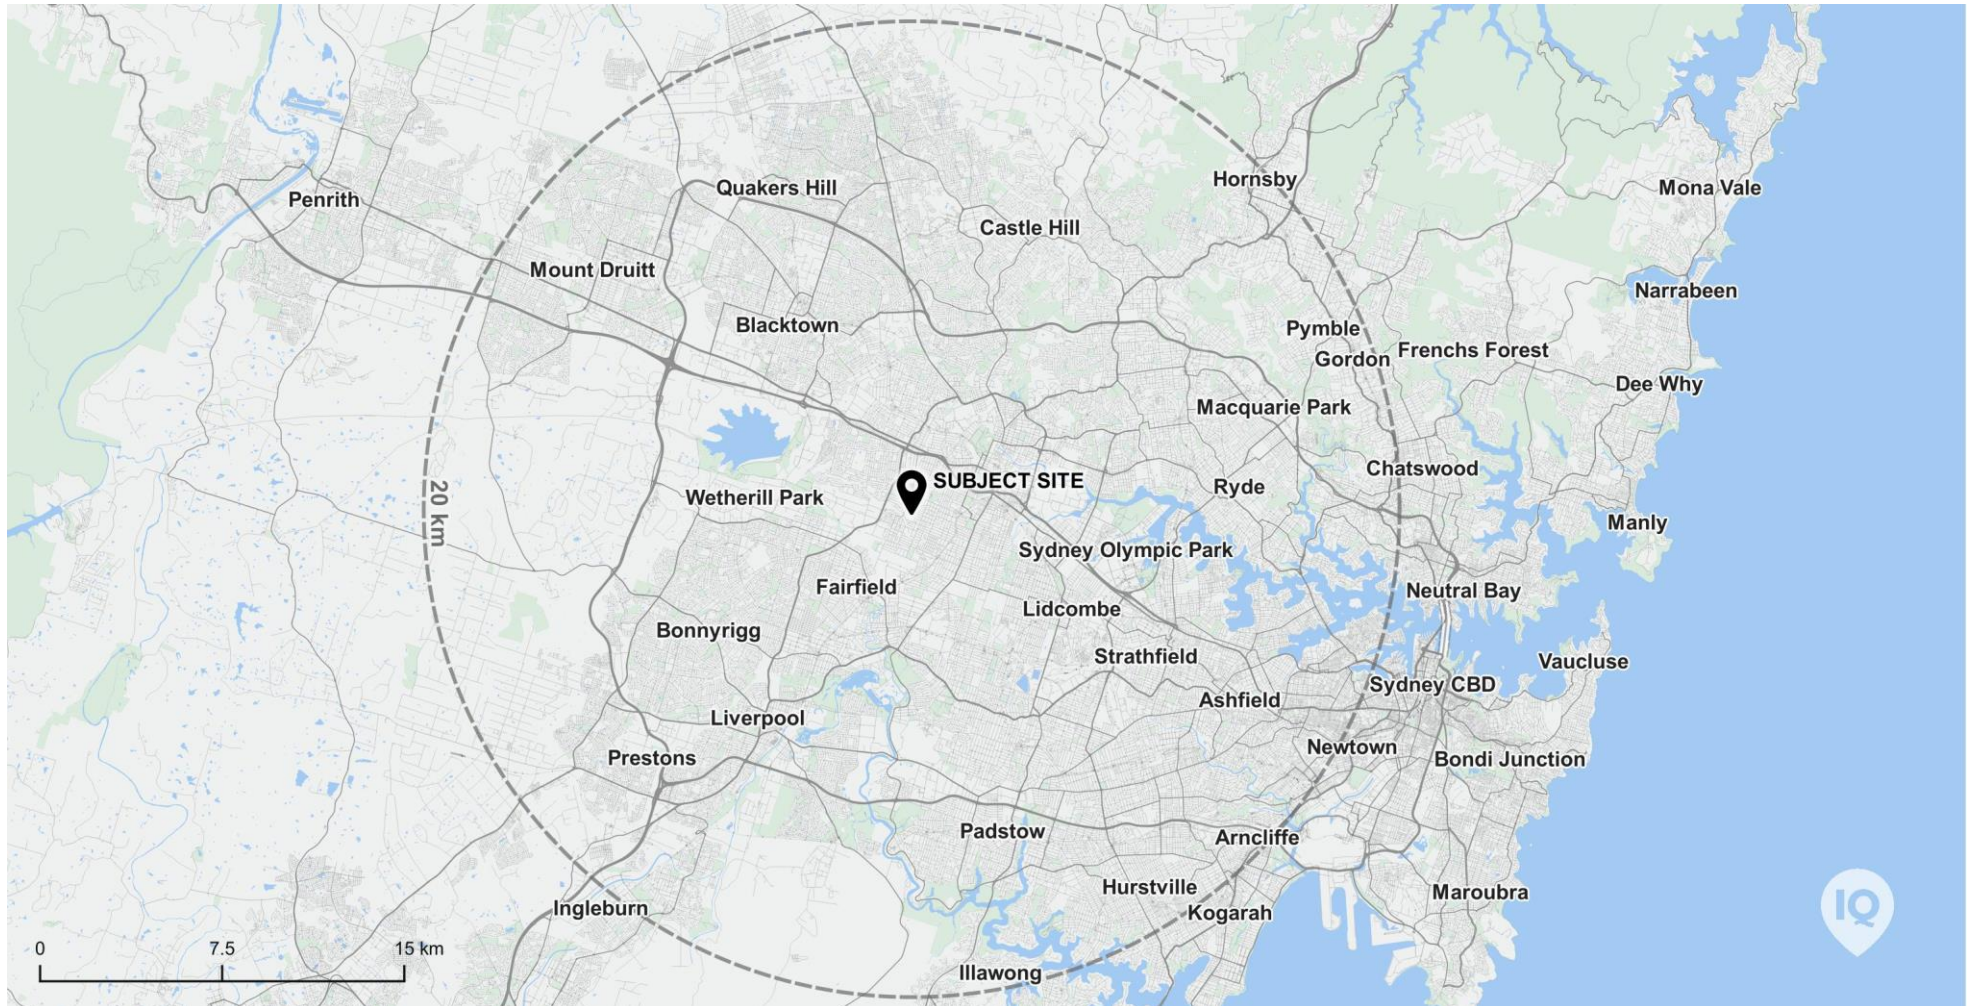 Hornsby
Quakers Hill
Mona Vale
Penrith
Castle Hill
Mount Druitt
Narrabeen
Blacktown
Pymble
Frenchs Forest
Gordon
Dee Why
Macquarie Park
Chatswood
SUBJECT SITE
Ryde
Wetherill Park
20 km
Manly
Sydney Olympic Park
Fairfield
Neutral Bay
Lidcombe
Bonnyrigg
Strathfield
Vaucluse
Sydney CBD
Ashfield
Liverpool
Newtown
Prestons
Bondi Junction
Padstow
Arncliffe
Hurstville
Maroubra
Ingleburn
Kogarah
IQ
0 7.5 15 km
Illawong